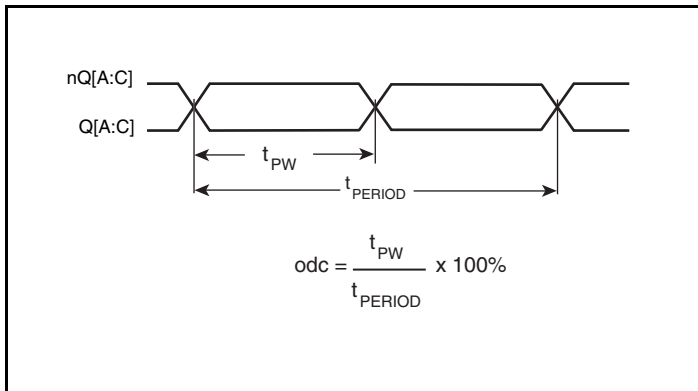 nQ[A:C]
Q[A:C]
tPW
tPERIOD
odc = tPW / tPERIOD x 100%